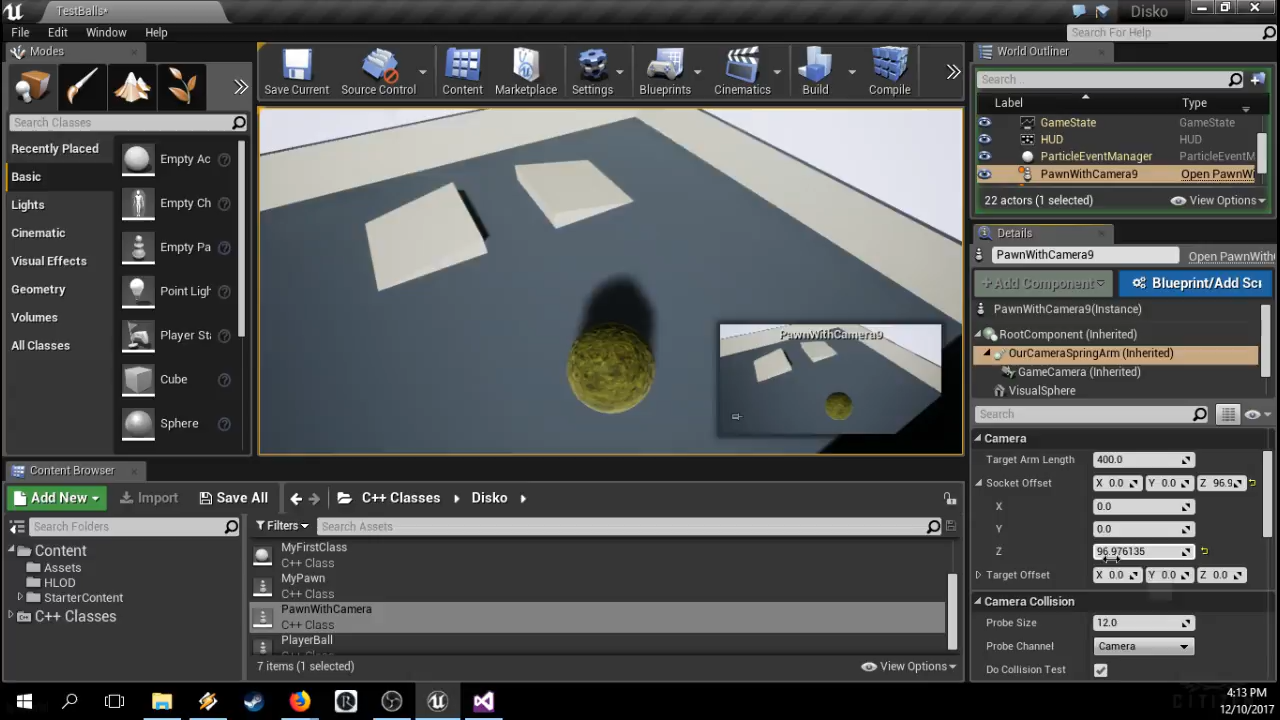 TestBalls*
Disko
File Edit Window Help
Search For Help
Modes
Save Current
Source Control
Content
Marketplace
Settings
Blueprints
Cinematics
Build
Compile
World Outliner
Search...
Label Type
GameState GameState
HUD HUD
ParticleEventManager ParticleEventM
PawnWithCamera9 Open PawnWi
22 actors (1 selected) View Options
Search Classes
Recently Placed
Basic
Lights
Cinematic
Visual Effects
Geometry
Volumes
All Classes
Empty Ac
Empty Ch
Empty Pa
Point Ligh
Player Sta
Cube
Sphere
PawnWithCamera9
Details
PawnWithCamera9 Open PawnWith
+Add Component Blueprint/Add Scr
PawnWithCamera9(Instance)
RootComponent (Inherited)
OurCameraSpringArm (Inherited)
GameCamera (Inherited)
VisualSphere
Search
Camera
Target Arm Length 400.0
Socket Offset X 0.0 Y 0.0 Z 96.9
X 0.0
Y 0.0
Z 96.976135
Target Offset X 0.0 Y 0.0 Z 0.0
Camera Collision
Probe Size 12.0
Probe Channel Camera
Do Collision Test
Content Browser
Add New Import Save All C++ Classes Disko
Search Folders
Content
Assets
HLOD
StarterContent
C++ Classes
Filters Search Assets
MyFirstClass
C++ Class
MyPawn
C++ Class
PawnWithCamera
C++ Class
PlayerBall
7 items (1 selected) View Options
4:13 PM
12/10/2017